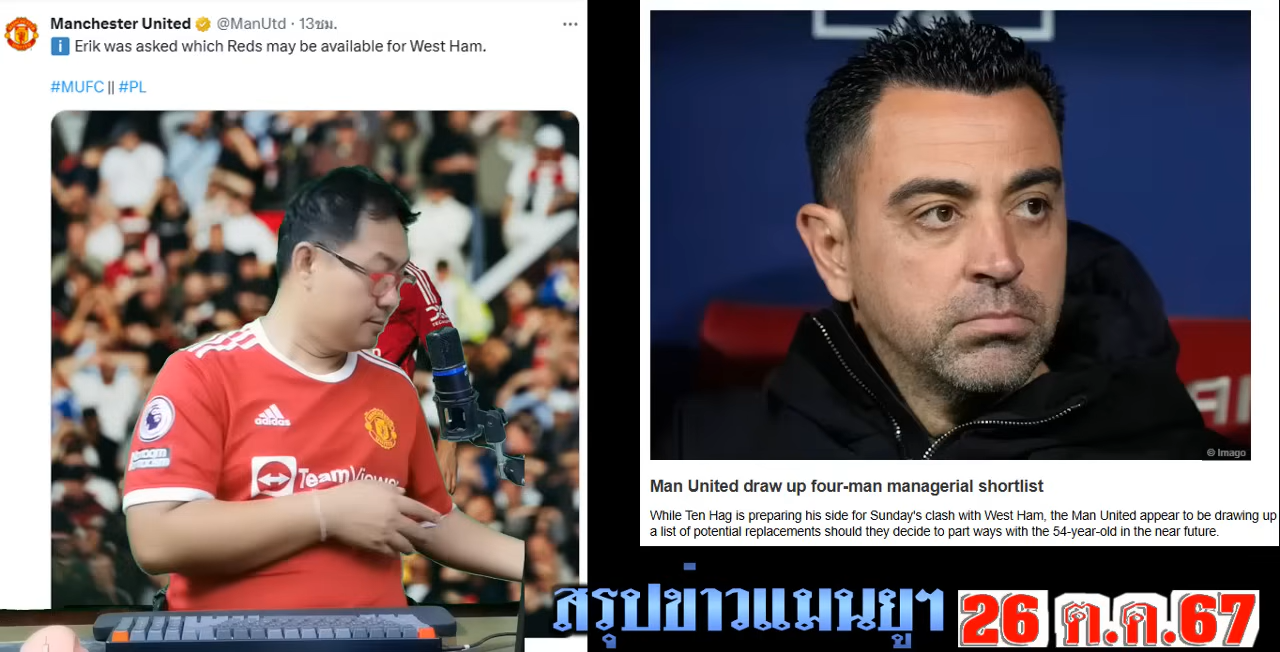 Manchester United @ManUtd · 13ชม.
i Erik was asked which Reds may be available for West Ham.
#MUFC || #PL
adidas
TeamViewer
© Imago
Man United draw up four-man managerial shortlist
While Ten Hag is preparing his side for Sunday's clash with West Ham, the Man United appear to be drawing up
a list of potential replacements should they decide to part ways with the 54-year-old in the near future.
สรุปข่าวแมนยูฯ 26 ต.ค.67